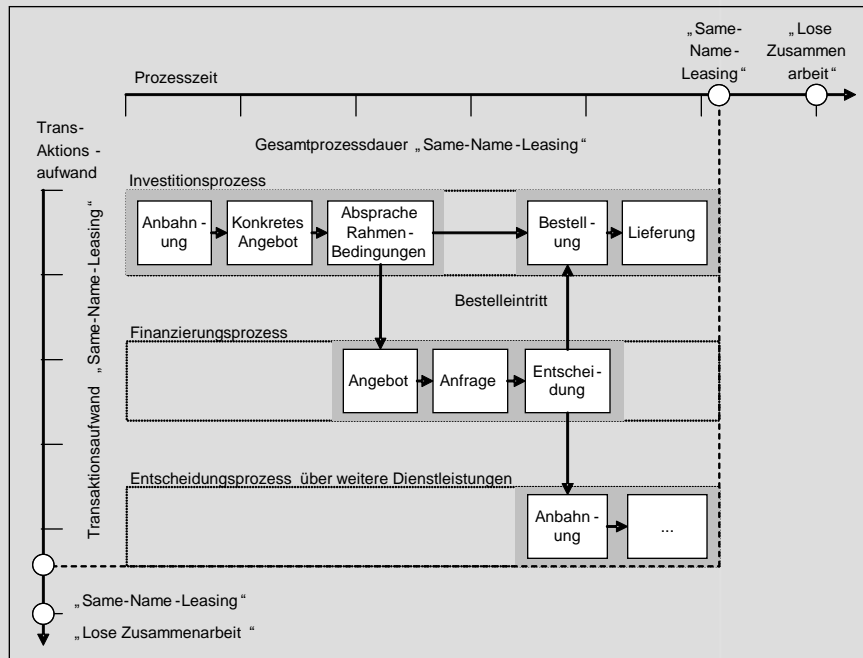 „Same-
Name-
Leasing“
„Lose
Zusammen
arbeit“
Prozesszeit
Trans-
Aktions -
aufwand
Gesamtprozessdauer „Same-Name-Leasing“
Transaktionsaufwand „Same-Name-Leasing“
Investitionsprozess
Anbahn -
ung
Konkretes
Angebot
Absprache
Rahmen-
Bedingungen
Bestell -
ung
Lieferung
Bestelleintritt
Finanzierungsprozess
Angebot
Anfrage
Entschei-
dung
Entscheidungsprozess über weitere Dienstleistungen
Anbahn -
ung
...
„Same-Name -Leasing“
„Lose Zusammenarbeit “